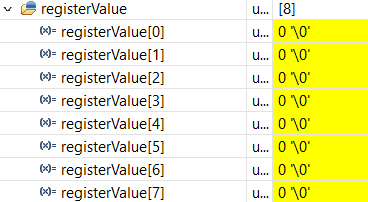 registerValue u... [8]
(x)= registerValue[0] u... 0 '\0'
(x)= registerValue[1] u... 0 '\0'
(x)= registerValue[2] u... 0 '\0'
(x)= registerValue[3] u... 0 '\0'
(x)= registerValue[4] u... 0 '\0'
(x)= registerValue[5] u... 0 '\0'
(x)= registerValue[6] u... 0 '\0'
(x)= registerValue[7] u... 0 '\0'